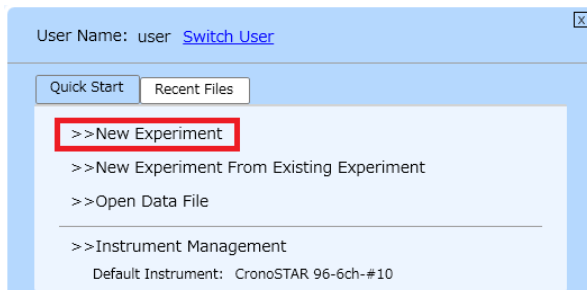 X
User Name: user Switch User
Quick Start Recent Files
>>New Experiment
>>New Experiment From Existing Experiment
>>Open Data File
>>Instrument Management
Default Instrument: CronoSTAR 96-6ch-#10